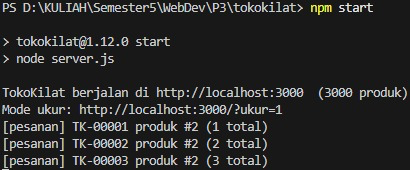 PS D:\KULIAH\Semester5\WebDev\P3\tokokilat> npm start
> tokokilat@1.12.0 start
> node server.js
TokoKilat berjalan di http://localhost:3000 (3000 produk)
Mode ukur: http://localhost:3000/?ukur=1
[pesanan] TK-00001 produk #2 (1 total)
[pesanan] TK-00002 produk #2 (2 total)
[pesanan] TK-00003 produk #2 (3 total)